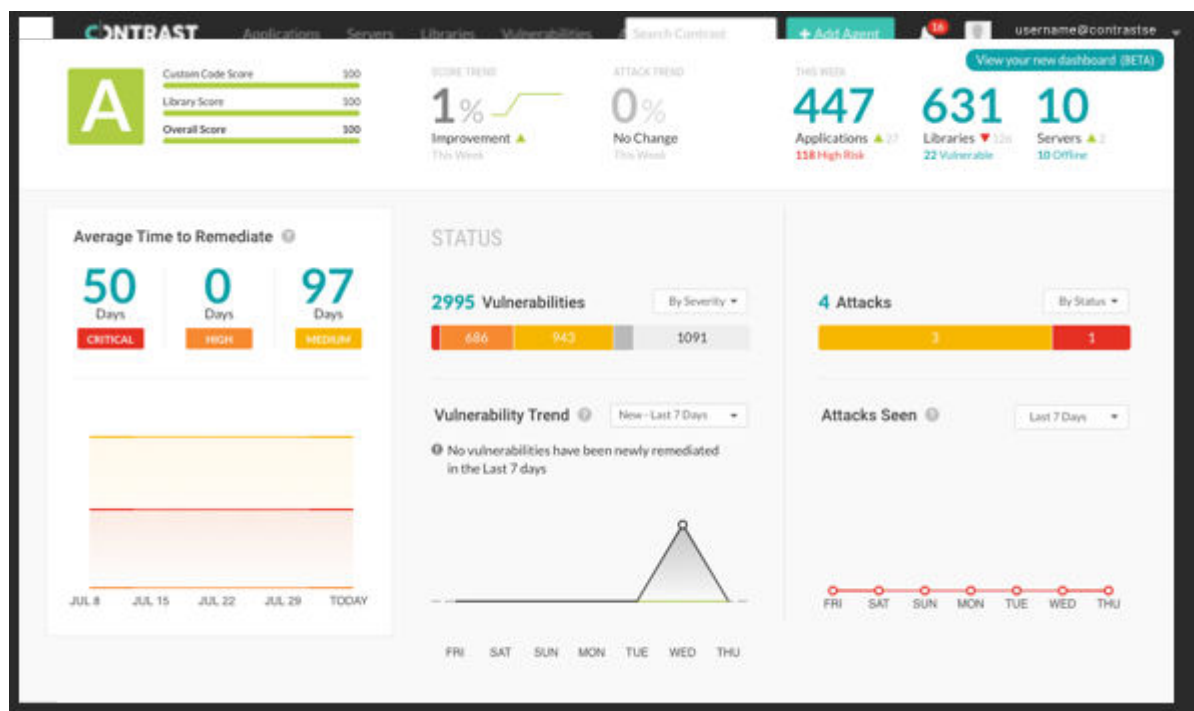 CONTRAST
Applications Servers Libraries Vulnerabilities
Search Contrast
+ Add Agent
16
username@contrastse
View your new dashboard (BETA)
A
Custom Code Score 100
Library Score 100
Overall Score 100
SCORE TREND
1%
Improvement
This Week
ATTACK TREND
0%
No Change
This Week
THIS WEEK
447
Applications ▲ 27
118 High Risk
631
Libraries ▼ 126
22 Vulnerable
10
Servers ▲ 2
10 Offline
Average Time to Remediate ?
50 0 97
Days Days Days
CRITICAL HIGH MEDIUM
JUL 8 JUL 15 JUL 22 JUL 29 TODAY
STATUS
2995 Vulnerabilities
By Severity
686 943 1091
Vulnerability Trend ?
New - Last 7 Days
No vulnerabilities have been newly remediated
in the Last 7 days
FRI SAT SUN MON TUE WED THU
4 Attacks
By Status
3 1
Attacks Seen ?
Last 7 Days
FRI SAT SUN MON TUE WED THU